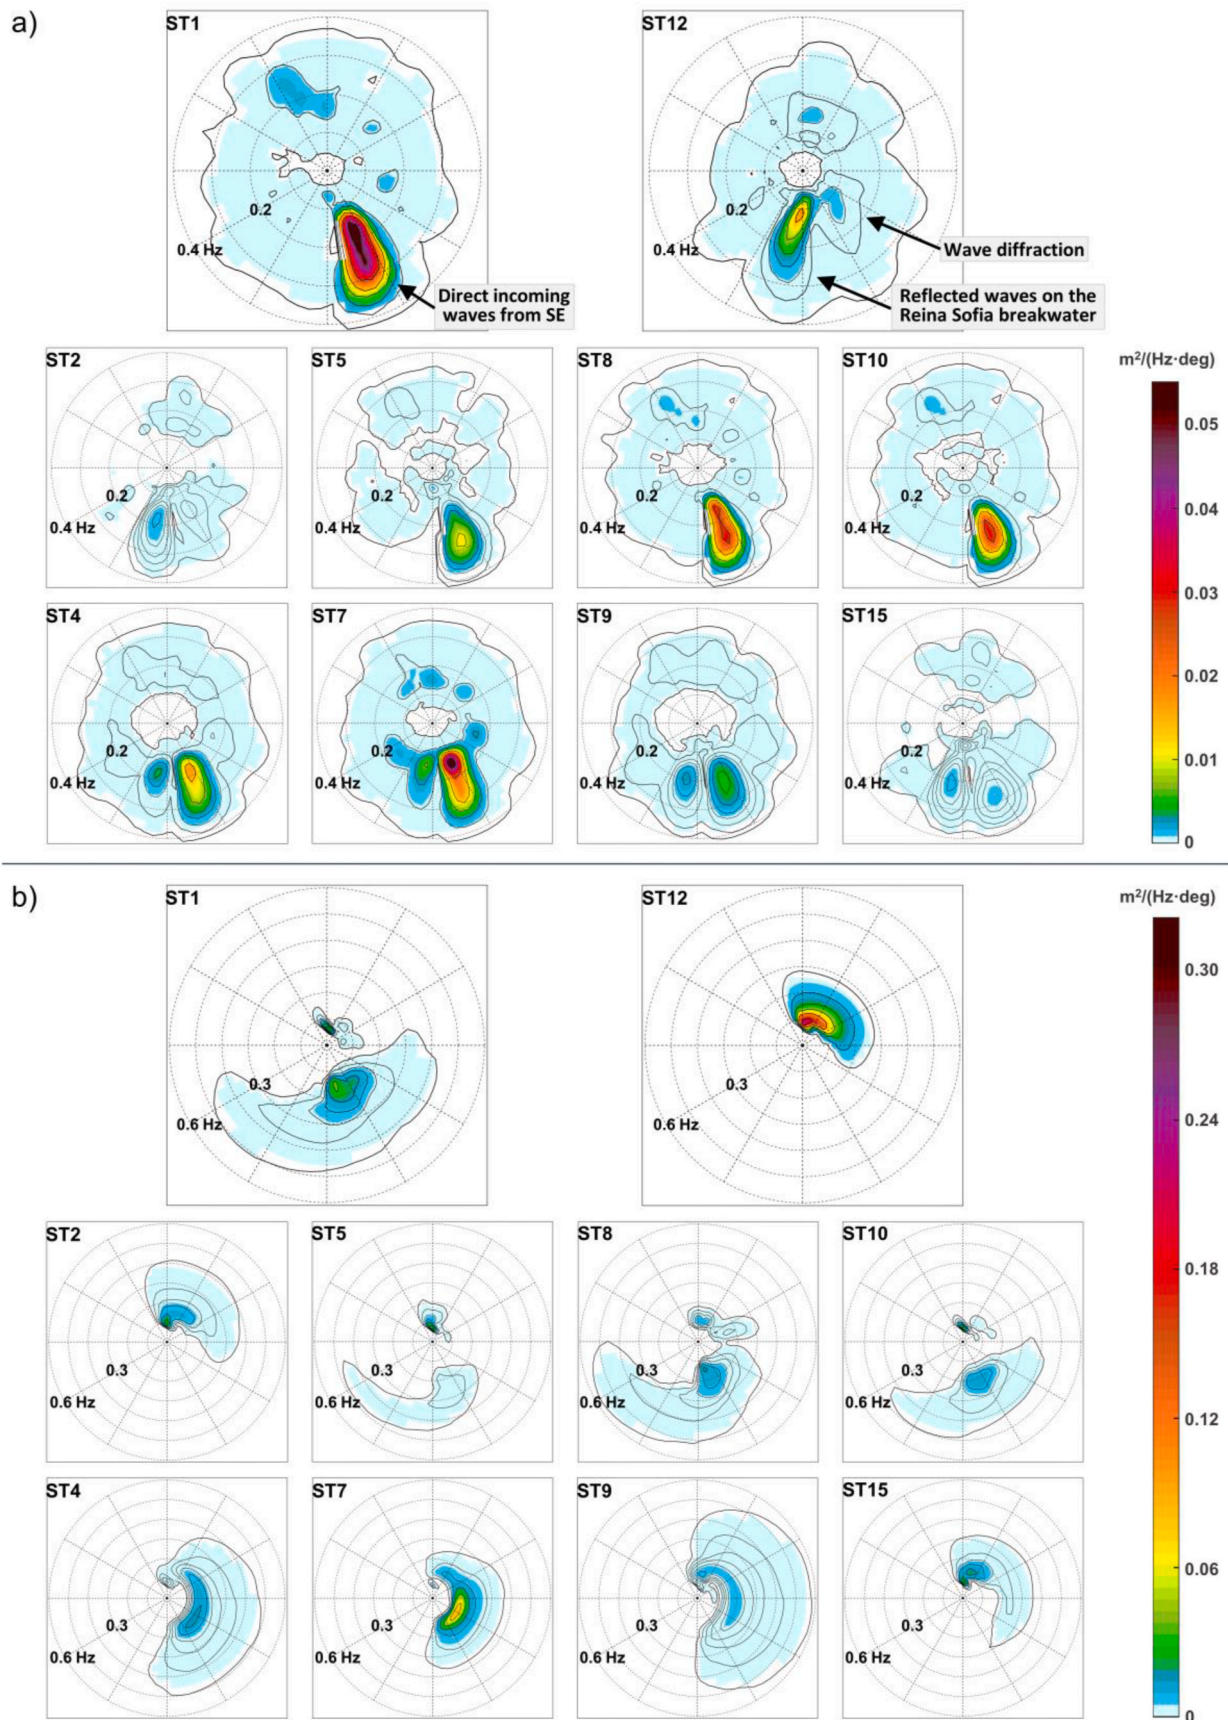 a)
ST1
ST12
0.2
0.4 Hz
Direct incoming
waves from SE
0.2
0.4 Hz
Wave diffraction
Reflected waves on the
Reina Sofia breakwater
ST2
ST5
ST8
ST10
m²/(Hz·deg)
0.2
0.4 Hz
0.2
0.4 Hz
0.2
0.4 Hz
0.2
0.4 Hz
0.05
0.04
0.03
0.02
0.01
0
ST4
ST7
ST9
ST15
0.2
0.4 Hz
0.2
0.4 Hz
0.2
0.4 Hz
0.2
0.4 Hz
b)
ST1
ST12
m²/(Hz·deg)
0.3
0.6 Hz
0.3
0.6 Hz
0.30
0.24
0.18
0.12
0.06
0
ST2
ST5
ST8
ST10
0.3
0.6 Hz
0.3
0.6 Hz
0.3
0.6 Hz
0.3
0.6 Hz
ST4
ST7
ST9
ST15
0.3
0.6 Hz
0.3
0.6 Hz
0.3
0.6 Hz
0.3
0.6 Hz